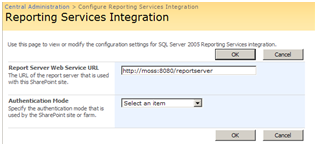 Central Administration > Configure Reporting Services Integration
Reporting Services Integration
Use this page to view or modify the configuration settings for SQL Server 2005 Reporting Services integration.
OK Cancel
Report Server Web Service URL
The URL of the report server that is used
with this SharePoint site.
http://moss:8080/reportserver
Authentication Mode
Specify the authentication mode that is
used by the SharePoint site or farm.
Select an item
OK Cancel